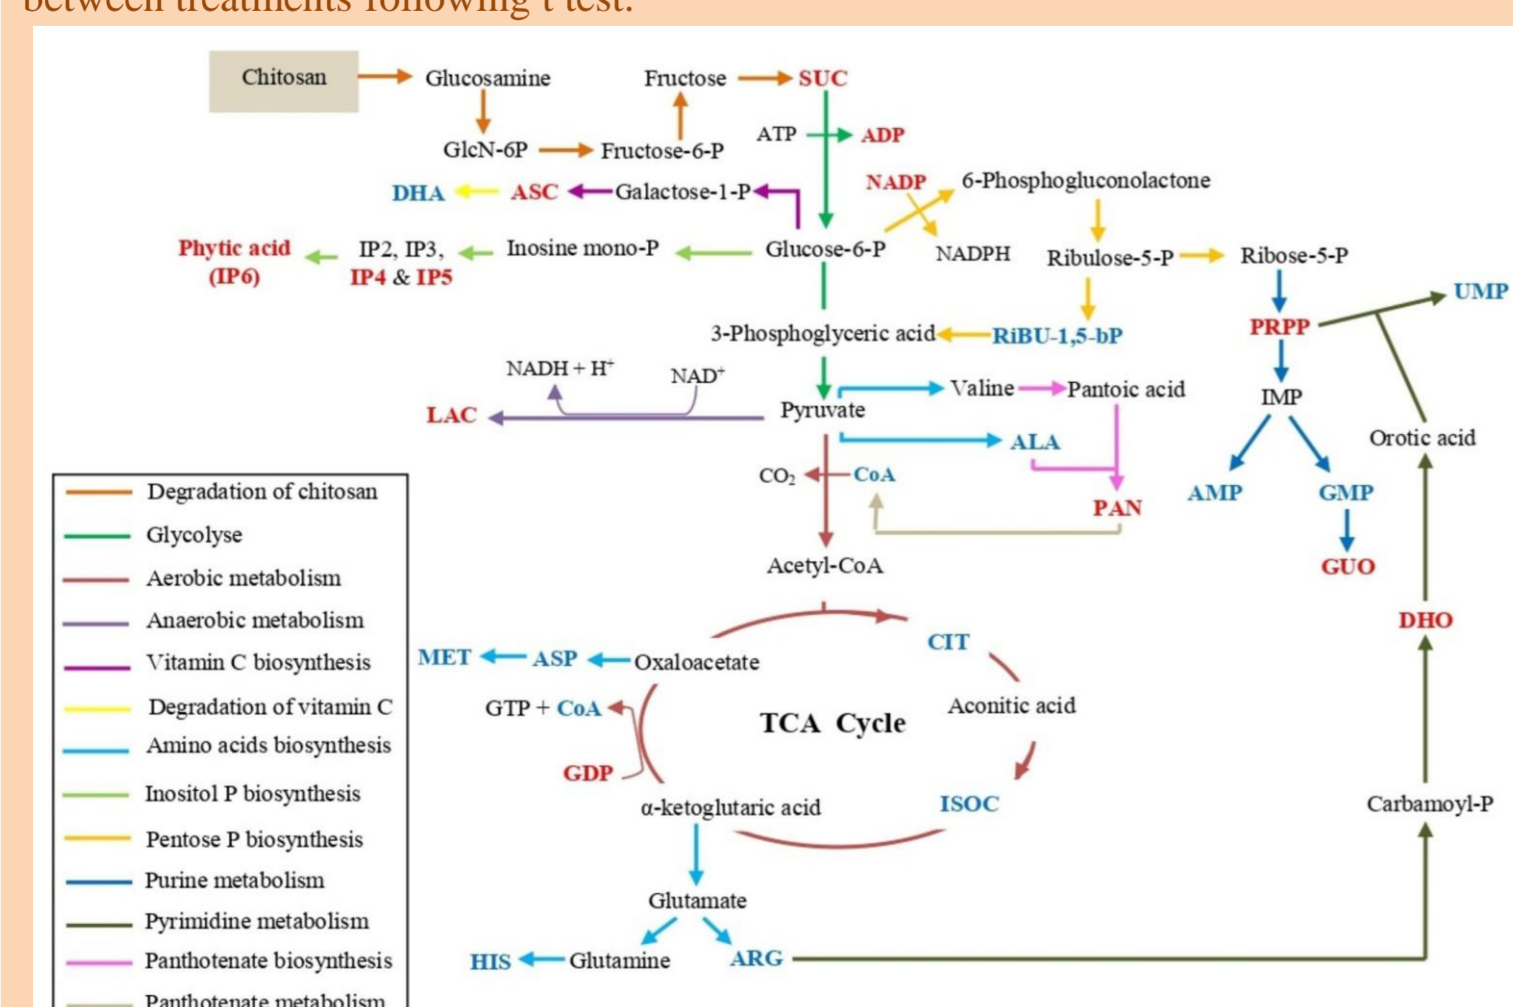 between treatments following t test.
Chitosan
Glucosamine
Fructose
SUC
ATP
ADP
GlcN-6P
Fructose-6-P
DHA
ASC
Galactose-1-P
NADP
6-Phosphogluconolactone
Phytic acid
(IP6)
IP2, IP3,
IP4 & IP5
Inosine mono-P
Glucose-6-P
NADPH
Ribulose-5-P
Ribose-5-P
UMP
3-Phosphoglyceric acid
RiBU-1,5-bP
PRPP
NADH + H+
NAD+
Valine
Pantoic acid
IMP
LAC
Pyruvate
ALA
Orotic acid
CO2
CoA
PAN
AMP
GMP
Acetyl-CoA
GUO
DHO
CIT
MET
ASP
Oxaloacetate
GTP + CoA
TCA Cycle
Aconitic acid
GDP
α-ketoglutaric acid
ISOC
Carbamoyl-P
Glutamate
HIS
Glutamine
ARG
Degradation of chitosan
Glycolyse
Aerobic metabolism
Anaerobic metabolism
Vitamin C biosynthesis
Degradation of vitamin C
Amino acids biosynthesis
Inositol P biosynthesis
Pentose P biosynthesis
Purine metabolism
Pyrimidine metabolism
Panthotenate biosynthesis
Panthotenate metabolism